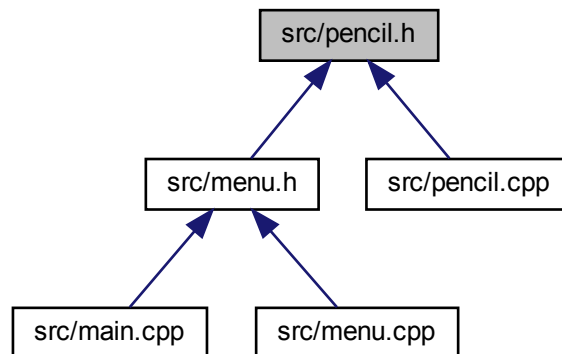 src/pencil.h
src/menu.h
src/pencil.cpp
src/main.cpp
src/menu.cpp